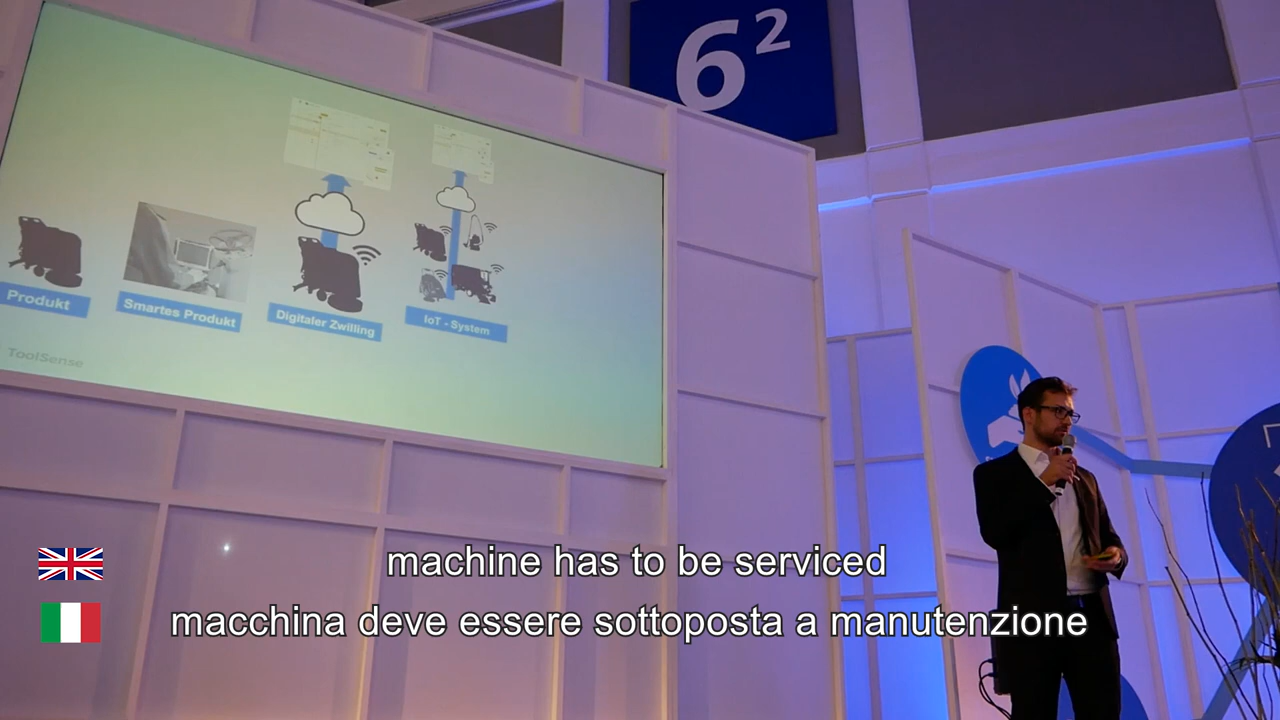 6²
Produkt
Smartes Produkt
Digitaler Zwilling
IoT - System
ToolSense
machine has to be serviced
macchina deve essere sottoposta a manutenzione